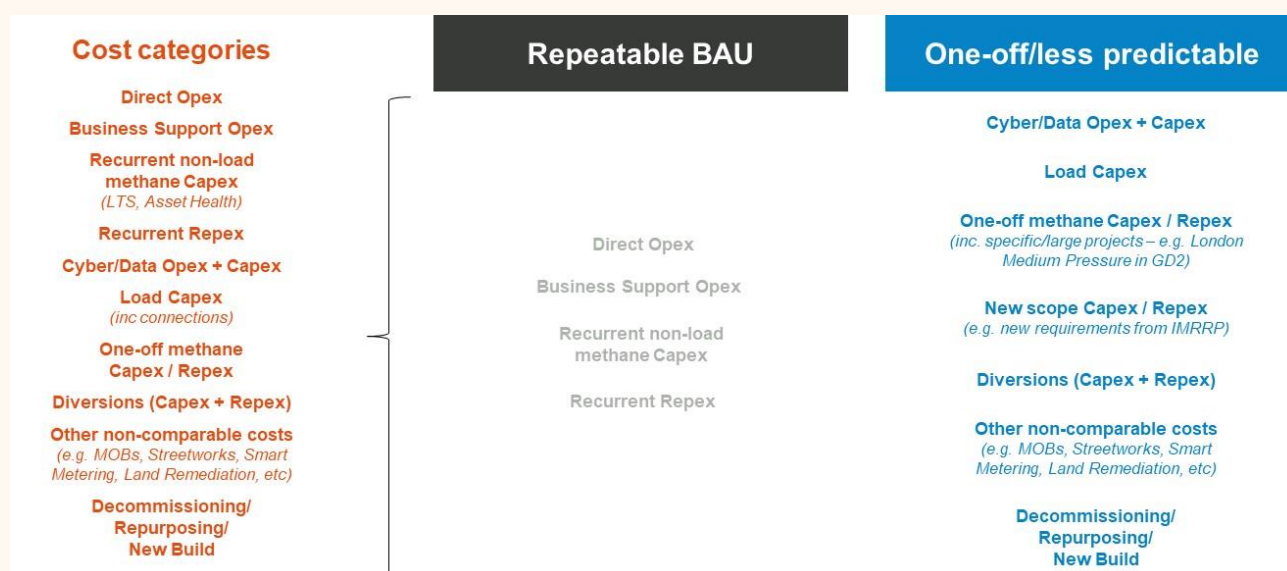 Cost categories
Direct Opex
Business Support Opex
Recurrent non-load
methane Capex
(LTS, Asset Health)
Recurrent Repex
Cyber/Data Opex + Capex
Load Capex
(inc connections)
One-off methane
Capex / Repex
Diversions (Capex + Repex)
Other non-comparable costs
(e.g. MOBs, Streetworks, Smart
Metering, Land Remediation, etc)
Decommissioning/
Repurposing/
New Build
Repeatable BAU
Direct Opex
Business Support Opex
Recurrent non-load
methane Capex
Recurrent Repex
One-off/less predictable
Cyber/Data Opex + Capex
Load Capex
One-off methane Capex / Repex
(inc. specific/large projects – e.g. London
Medium Pressure in GD2)
New scope Capex / Repex
(e.g. new requirements from IMRRP)
Diversions (Capex + Repex)
Other non-comparable costs
(e.g. MOBs, Streetworks, Smart
Metering, Land Remediation, etc)
Decommissioning/
Repurposing/
New Build